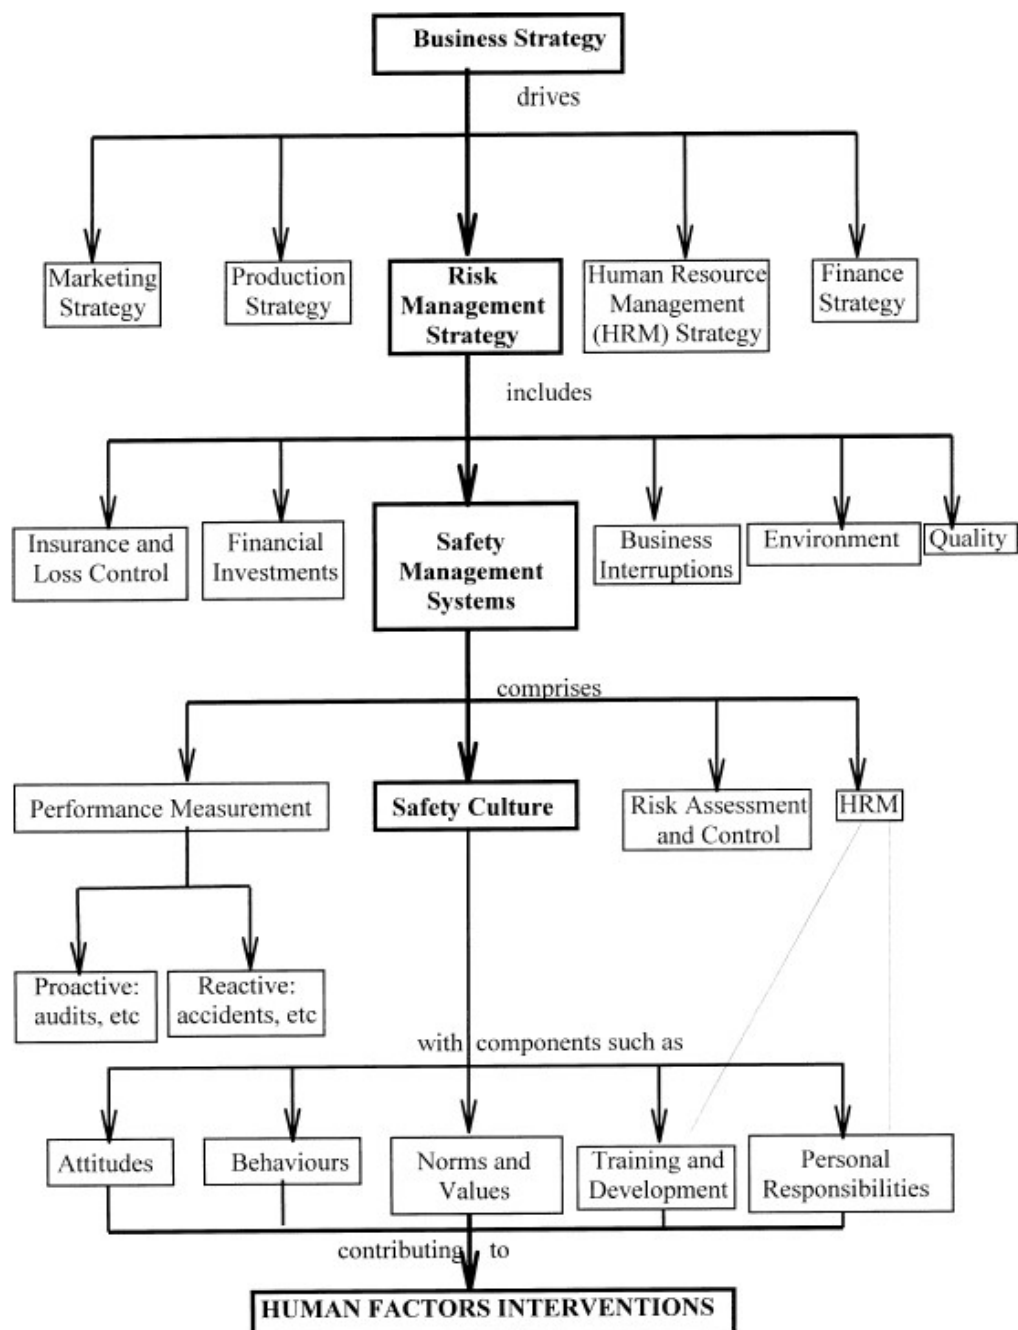 Business Strategy
drives
Marketing
Strategy
Production
Strategy
Risk
Management
Strategy
Human Resource
Management
(HRM) Strategy
Finance
Strategy
includes
Insurance and
Loss Control
Financial
Investments
Safety
Management
Systems
Business
Interruptions
Environment
Quality
comprises
Performance Measurement
Safety Culture
Risk Assessment
and Control
HRM
Proactive:
audits, etc
Reactive:
accidents, etc
with components such as
Attitudes
Behaviours
Norms and
Values
Training and
Development
Personal
Responsibilities
contributing to
HUMAN FACTORS INTERVENTIONS